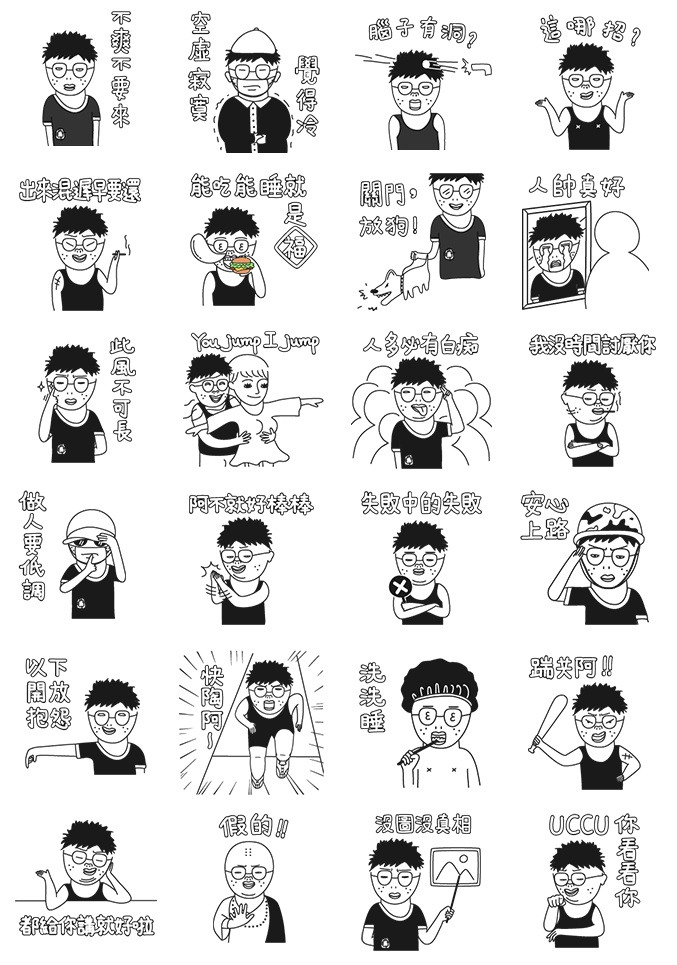 不爽不要來
空虛寂寞
覺得冷
腦子有洞？
這哪招？
出來混遲早要還
能吃能睡就
是
福
關門，
放狗！
人帥真好
此風不可長
You jump I jump
人多必有白痴
我沒時間討厭你
做人要低調
阿不就好棒棒
失敗中的失敗
安心
上路
以下
開放
抱怨
快陶阿～
洗洗睡
踹共阿!!
都給你講就好啦
假的!!
沒圖沒真相
UCCU 你
看看你